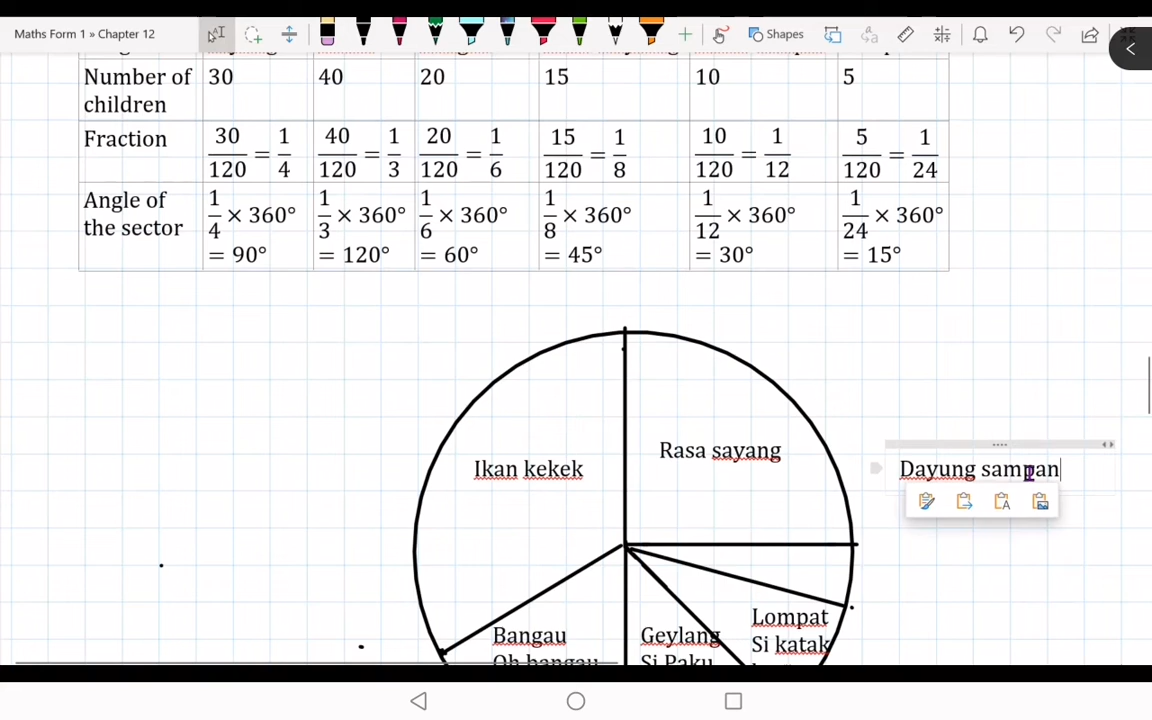 Maths Form 1 » Chapter 12
Shapes
Number of children 30 40 20 15 10 5
Fraction 30/120 = 1/4 40/120 = 1/3 20/120 = 1/6 15/120 = 1/8 10/120 = 1/12 5/120 = 1/24
Angle of the sector 1/4 × 360° = 90° 1/3 × 360° = 120° 1/6 × 360° = 60° 1/8 × 360° = 45° 1/12 × 360° = 30° 1/24 × 360° = 15°
Rasa sayang
Ikan kekek
Dayung sampan
Lompat
Si katak
Bangau
Oh bangau
Geylang
Si Paku